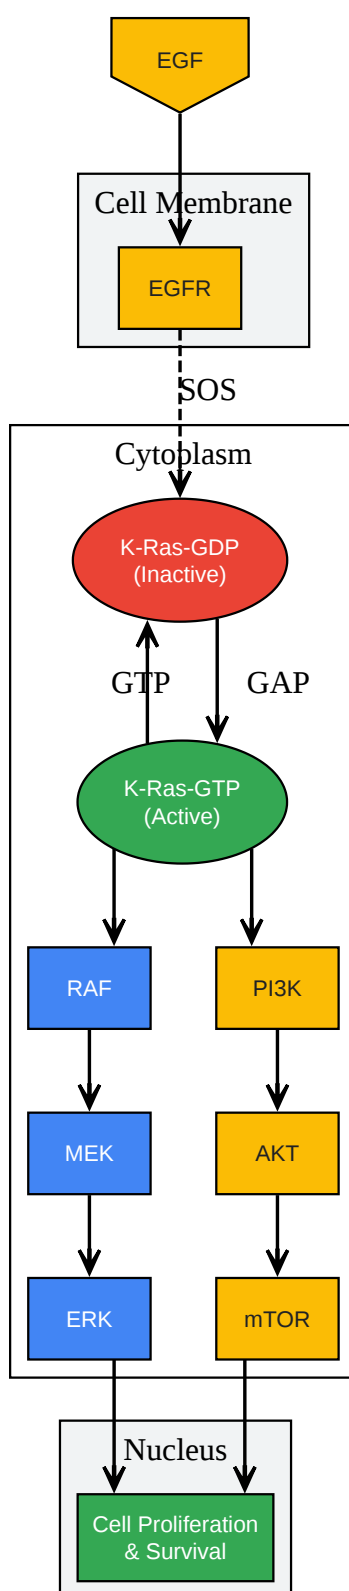 EGF
Cell Membrane
EGFR
SOS
Cytoplasm
K-Ras-GDP
(Inactive)
GTP
GAP
K-Ras-GTP
(Active)
RAF
PI3K
MEK
AKT
ERK
mTOR
Nucleus
Cell Proliferation
& Survival